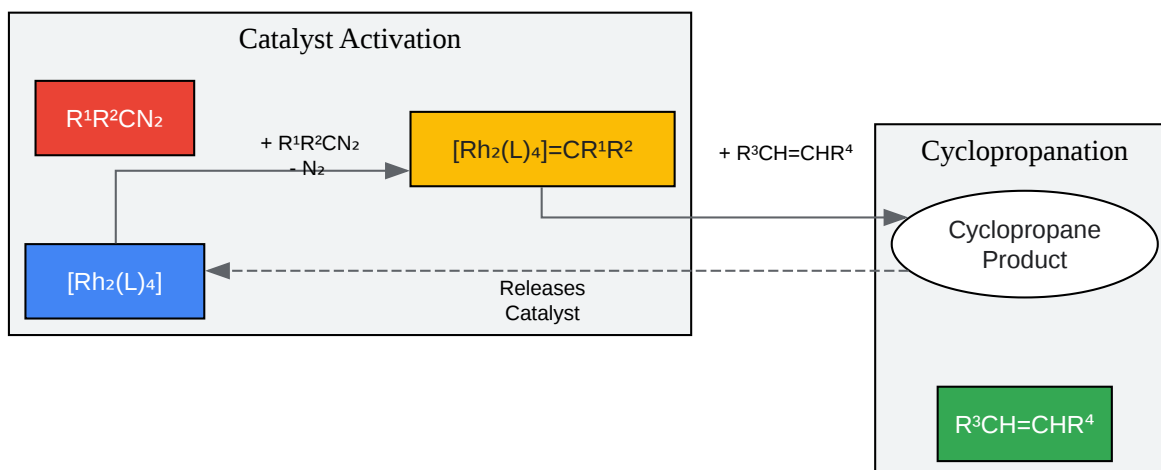 Catalyst Activation
R¹R²CN₂
+ R¹R²CN₂
- N₂
[Rh₂(L)₄]=CR¹R²
[Rh₂(L)₄]
Releases
Catalyst
+ R³CH=CHR⁴
Cyclopropanation
Cyclopropane
Product
R³CH=CHR⁴